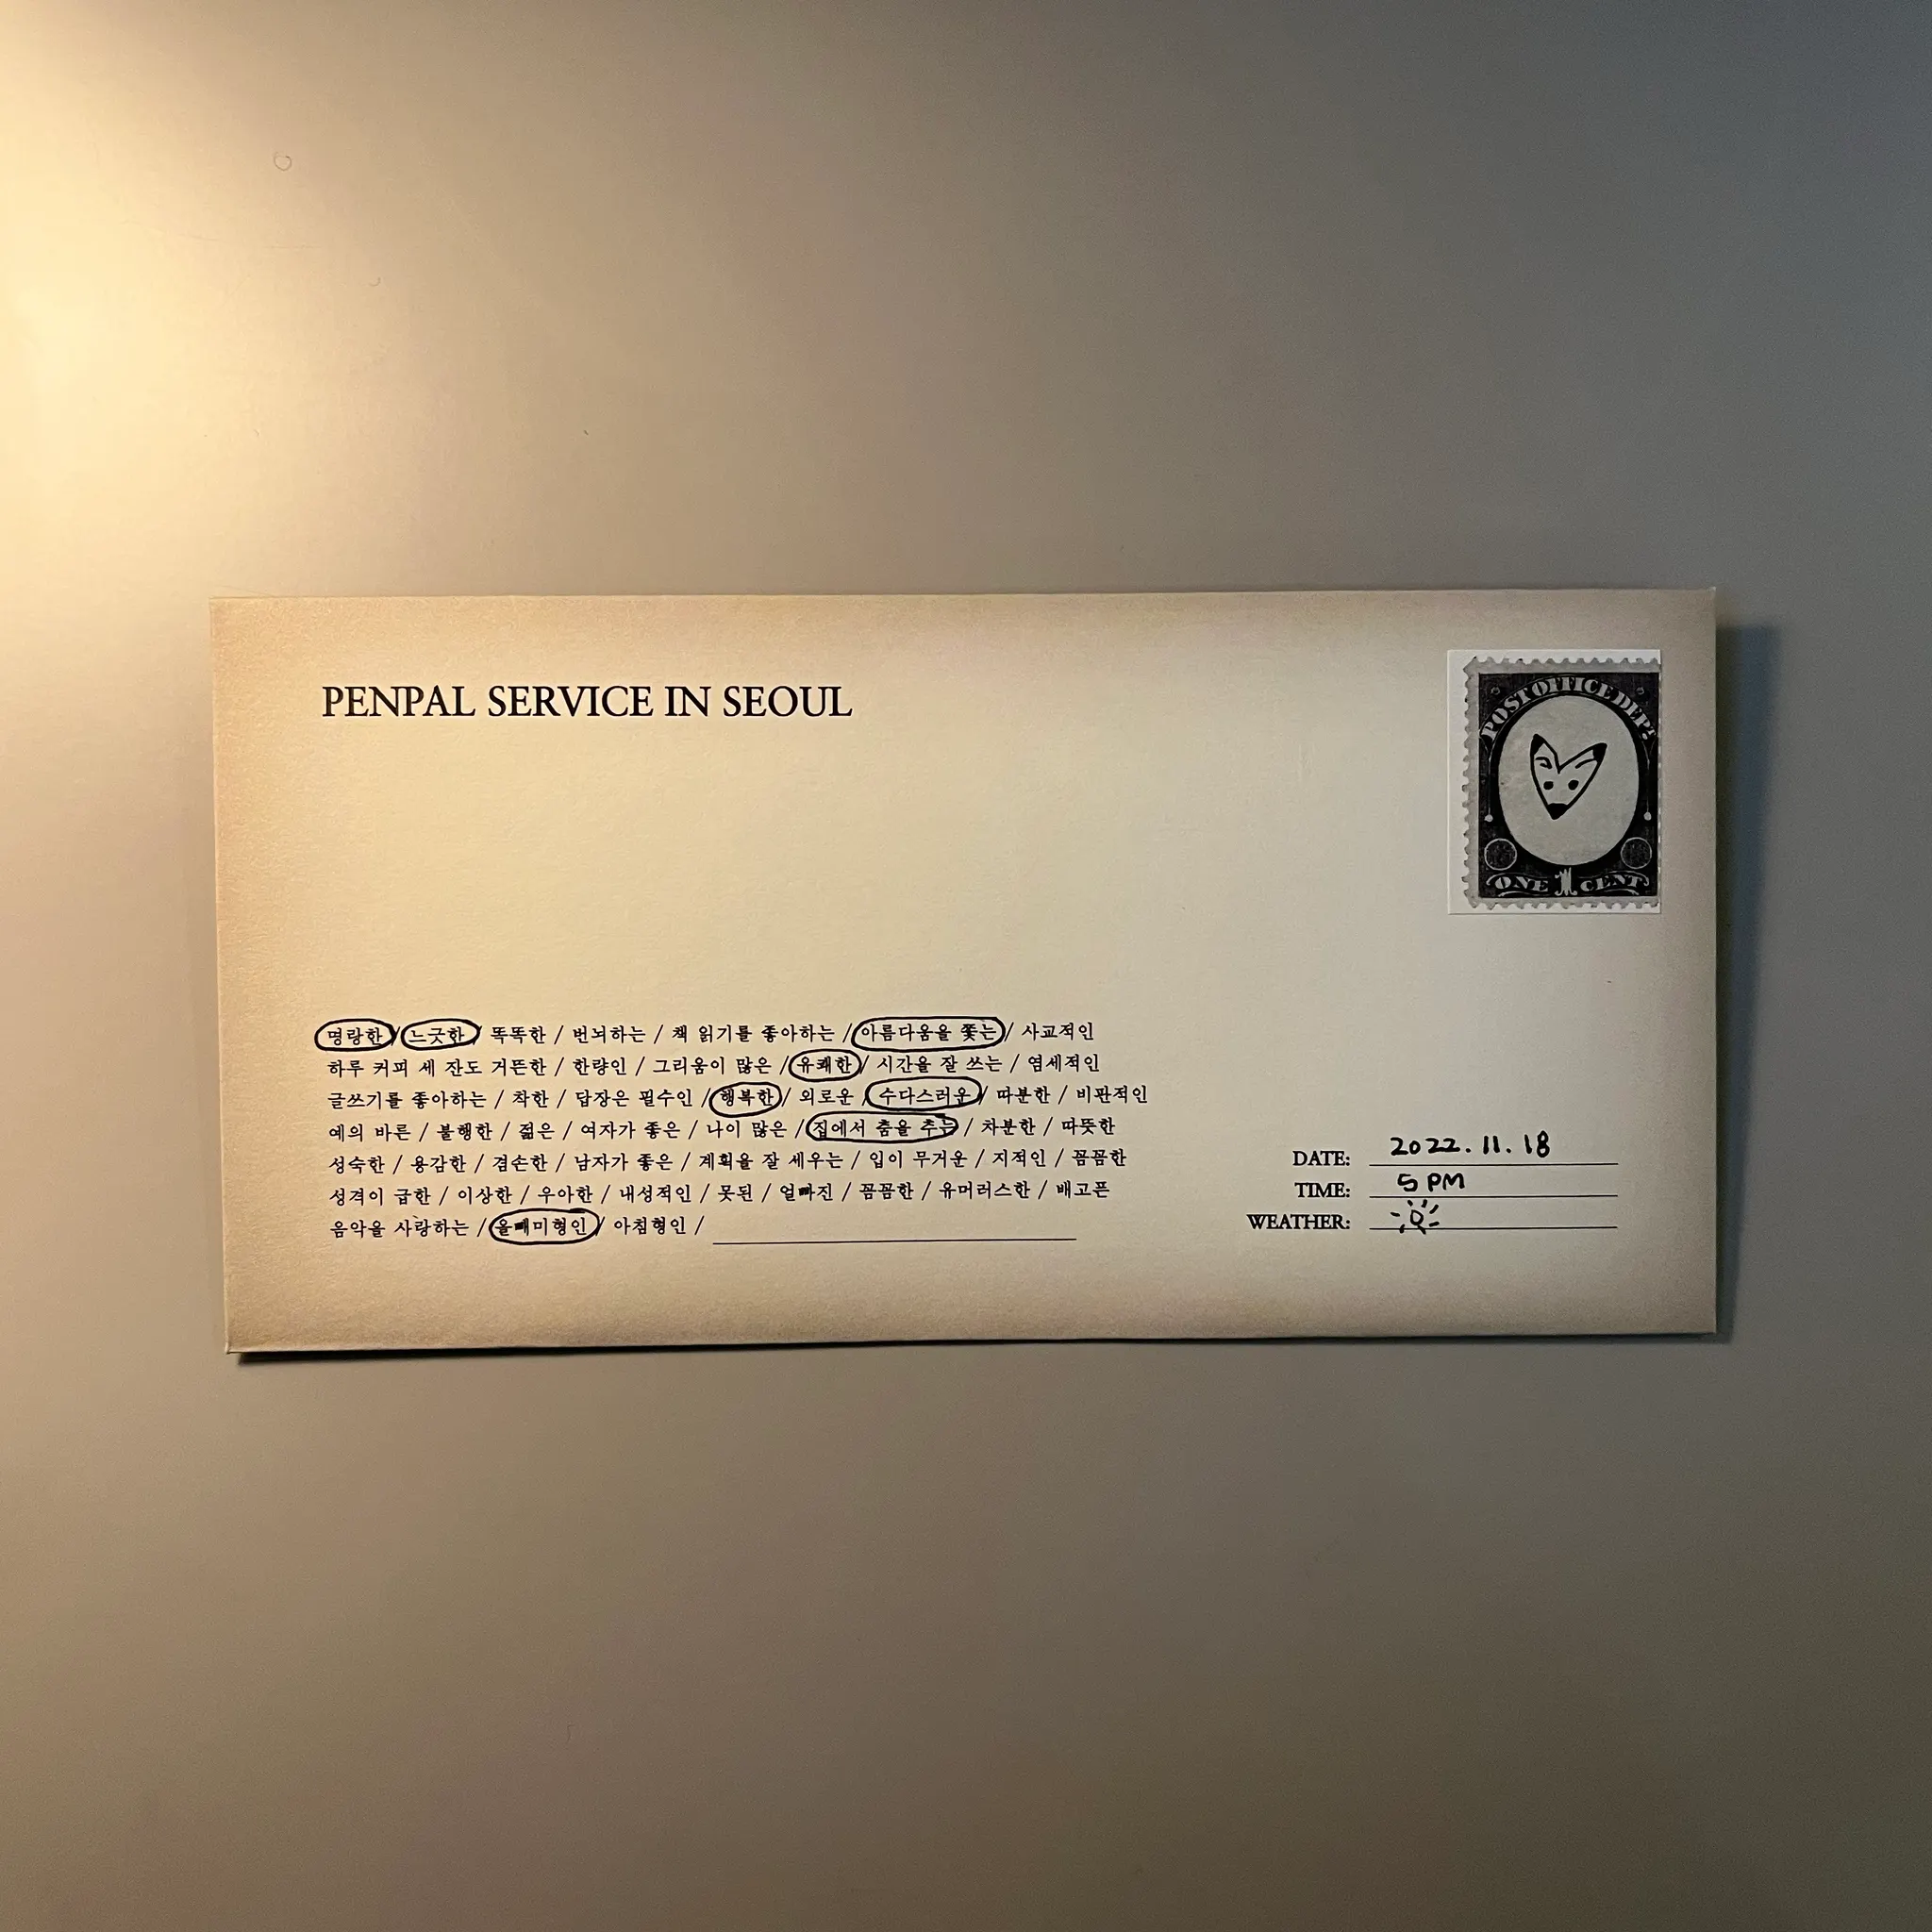 PENPAL SERVICE IN SEOUL
POST OFFICE DEPT
ONE 1 CENT
명랑한 / 느긋한 / 똑똑한 / 번뇌하는 / 책 읽기를 좋아하는 / 아름다움을 쫓는 / 사교적인
하루 커피 세 잔도 거뜬한 / 한량인 / 그리움이 많은 / 유쾌한 / 시간을 잘 쓰는 / 염세적인
글쓰기를 좋아하는 / 착한 / 답장은 필수인 / 행복한 / 외로운 / 수다스러운 / 따분한 / 비판적인
예의 바른 / 불행한 / 젊은 / 여자가 좋은 / 나이 많은 / 집에서 춤을 추는 / 차분한 / 따뜻한
성숙한 / 용감한 / 겸손한 / 남자가 좋은 / 계획을 잘 세우는 / 입이 무거운 / 지적인 / 꼼꼼한
성격이 급한 / 이상한 / 우아한 / 내성적인 / 못된 / 얼빠진 / 꼼꼼한 / 유머러스한 / 배고픈
음악을 사랑하는 / 올빼미형인 / 아침형인 /
DATE: 2022.11.18
TIME: 5 PM
WEATHER: